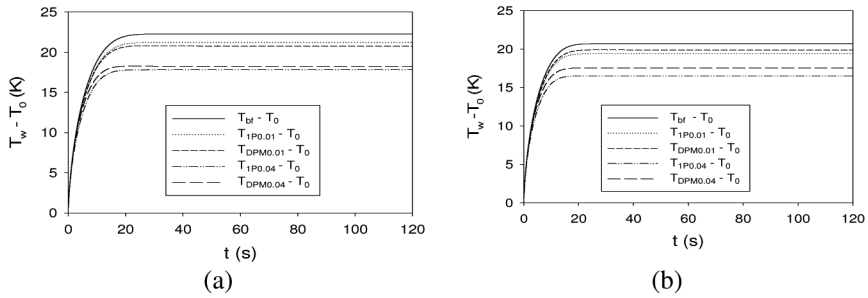 25
20
15
10
5
0
T_w - T_0 (K)
T_bf - T_0
T_1P0.01 - T_0
T_DPM0.01 - T_0
T_1P0.04 - T_0
T_DPM0.04 - T_0
0 20 40 60 80 100 120
t (s)
(a)
25
20
15
10
5
0
T_w - T_0 (K)
T_bf - T_0
T_1P0.01 - T_0
T_DPM0.01 - T_0
T_1P0.04 - T_0
T_DPM0.04 - T_0
0 20 40 60 80 100 120
t (s)
(b)